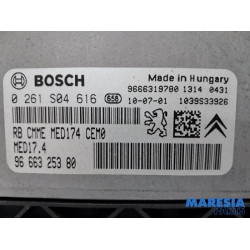 BOSCH
Made in Hungary
9666319780 1314 0431
0 261 S04 616 656 10-07-01 1039S33926
RB CMME MED174 CEM0
MED17.4
96 663 253 80
MARESIA